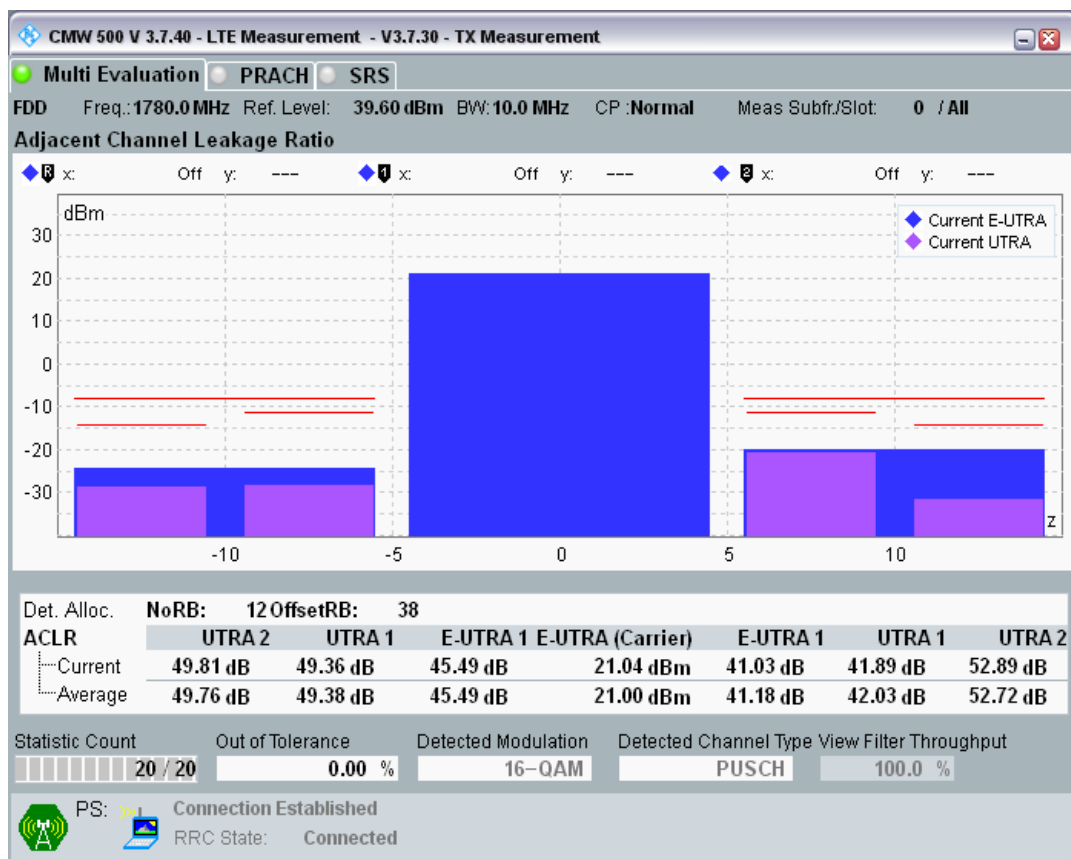 CMW 500 V 3.7.40 - LTE Measurement - V3.7.30 - TX Measurement
Multi Evaluation PRACH SRS
FDD Freq.: 1780.0 MHz Ref. Level: 39.60 dBm BW: 10.0 MHz CP :Normal Meas Subfr./Slot: 0 / All
Adjacent Channel Leakage Ratio
R x: Off y: --- 1 x: Off y: --- 2 x: Off y: ---
dBm
Current E-UTRA
Current UTRA
30
20
10
0
-10
-20
-30
z
-10 -5 0 5 10
Det. Alloc. NoRB: 12 OffsetRB: 38
ACLR UTRA 2 UTRA 1 E-UTRA 1 E-UTRA (Carrier) E-UTRA 1 UTRA 1 UTRA 2
Current 49.81 dB 49.36 dB 45.49 dB 21.04 dBm 41.03 dB 41.89 dB 52.89 dB
Average 49.76 dB 49.38 dB 45.49 dB 21.00 dBm 41.18 dB 42.03 dB 52.72 dB
Statistic Count Out of Tolerance Detected Modulation Detected Channel Type View Filter Throughput
20 / 20 0.00 % 16-QAM PUSCH 100.0 %
PS: Connection Established
RRC State: Connected